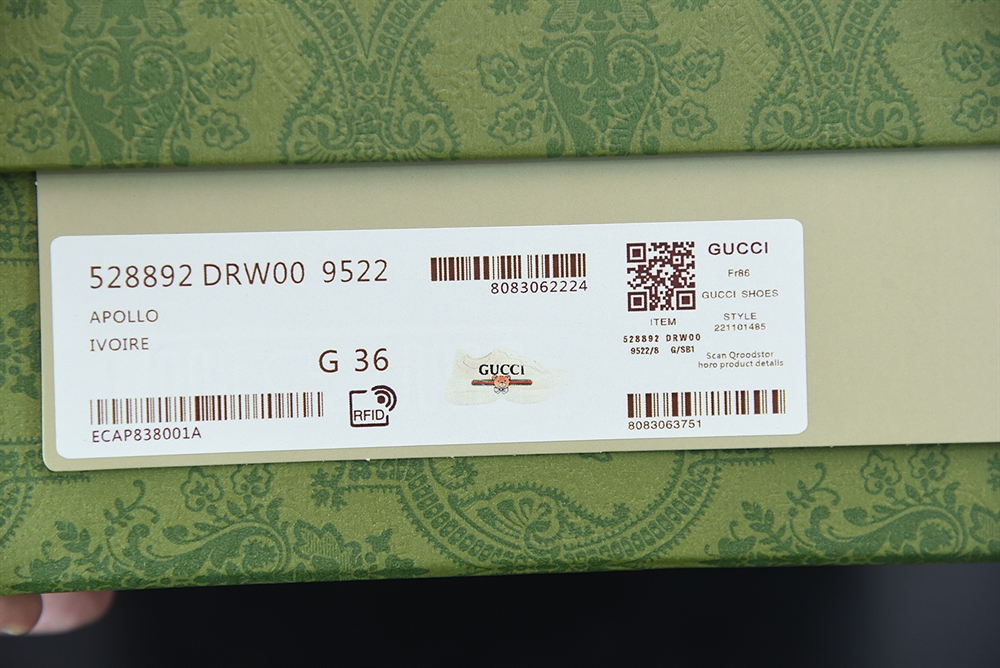 528892 DRW00 9522
8083062224
APOLLO
IVOIRE
G 36
RFID
ECAP838001A
GUCCI
GUCCI
Fr86
GUCCI SHOES
ITEM
STYLE
221101485
528892 DRW00
9522/8 G/SB1
Scan Qroodstor
horo product details
8083063751